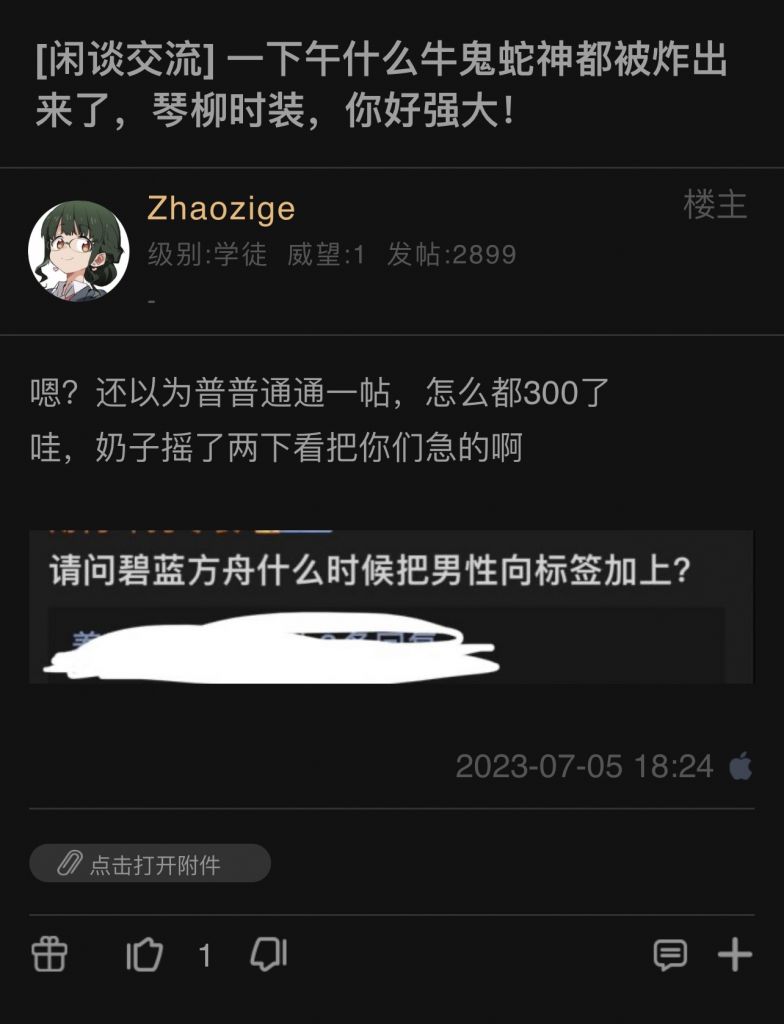 [闲谈交流] 一下午什么牛鬼蛇神都被炸出
来了，琴柳时装，你好强大！
Zhaozige
楼主
级别:学徒 威望:1 发帖:2899
-
嗯？还以为普普通通一帖，怎么都300了
哇，奶子摇了两下看把你们急的啊
请问碧蓝方舟什么时候把男性向标签加上？
2023-07-05 18:24
点击打开附件
1